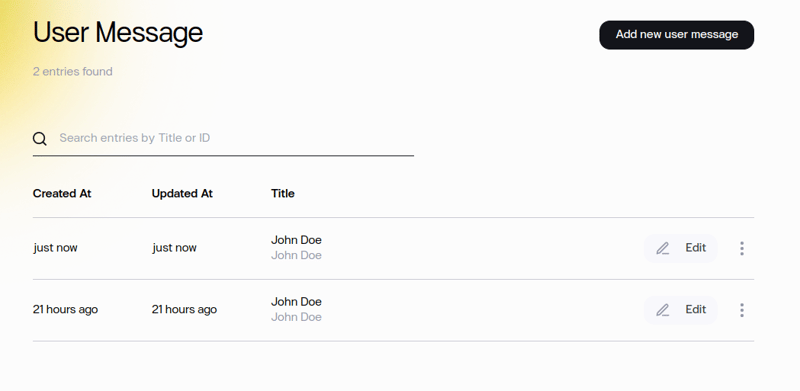 User Message
Add new user message
2 entries found
Search entries by Title or ID
Created At Updated At Title
just now just now John Doe
John Doe
Edit
21 hours ago 21 hours ago John Doe
John Doe
Edit